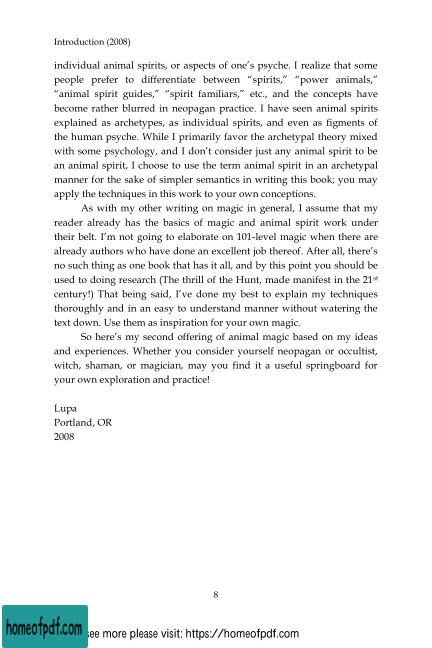 Introduction (2008)
individual animal spirits, or aspects of one's psyche. I realize that some
people prefer to differentiate between “spirits,” “power animals,”
“animal spirit guides,” “spirit familiars,” etc., and the concepts have
become rather blurred in neopagan practice. I have seen animal spirits
explained as archetypes, as individual spirits, and even as figments of
the human psyche. While I primarily favor the archetypal theory mixed
with some psychology, and I don't consider just any animal spirit to be
an animal spirit, I choose to use the term animal spirit in an archetypal
manner for the sake of simpler semantics in writing this book; you may
apply the techniques in this work to your own conceptions.
As with my other writing on magic in general, I assume that my
reader already has the basics of magic and animal spirit work under
their belt. I'm not going to elaborate on 101-level magic when there are
already authors who have done an excellent job thereof. After all, there's
no such thing as one book that has it all, and by this point you should be
used to doing research (The thrill of the Hunt, made manifest in the 21st
century!) That being said, I've done my best to explain my techniques
thoroughly and in an easy to understand manner without watering the
text down. Use them as inspiration for your own magic.
So here's my second offering of animal magic based on my ideas
and experiences. Whether you consider yourself neopagan or occultist,
witch, shaman, or magician, may you find it a useful springboard for
your own exploration and practice!
Lupa
Portland, OR
2008
8
homeofpdf.com
see more please visit: https://homeofpdf.com